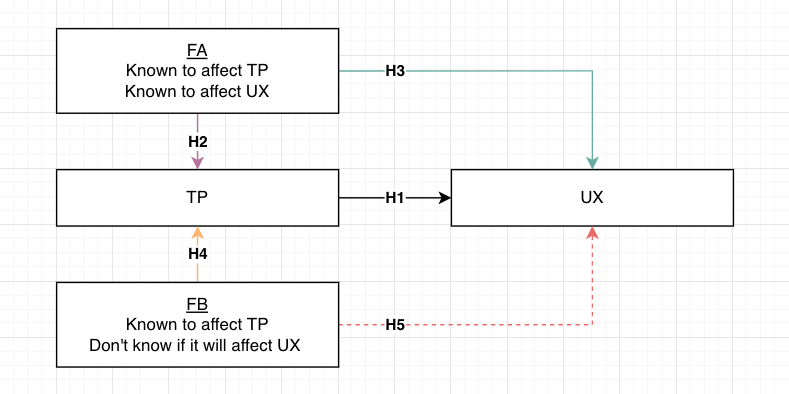 FA
Known to affect TP
Known to affect UX
H3
H2
TP
H1
UX
H4
FB
Known to affect TP
Don't know if it will affect UX
H5